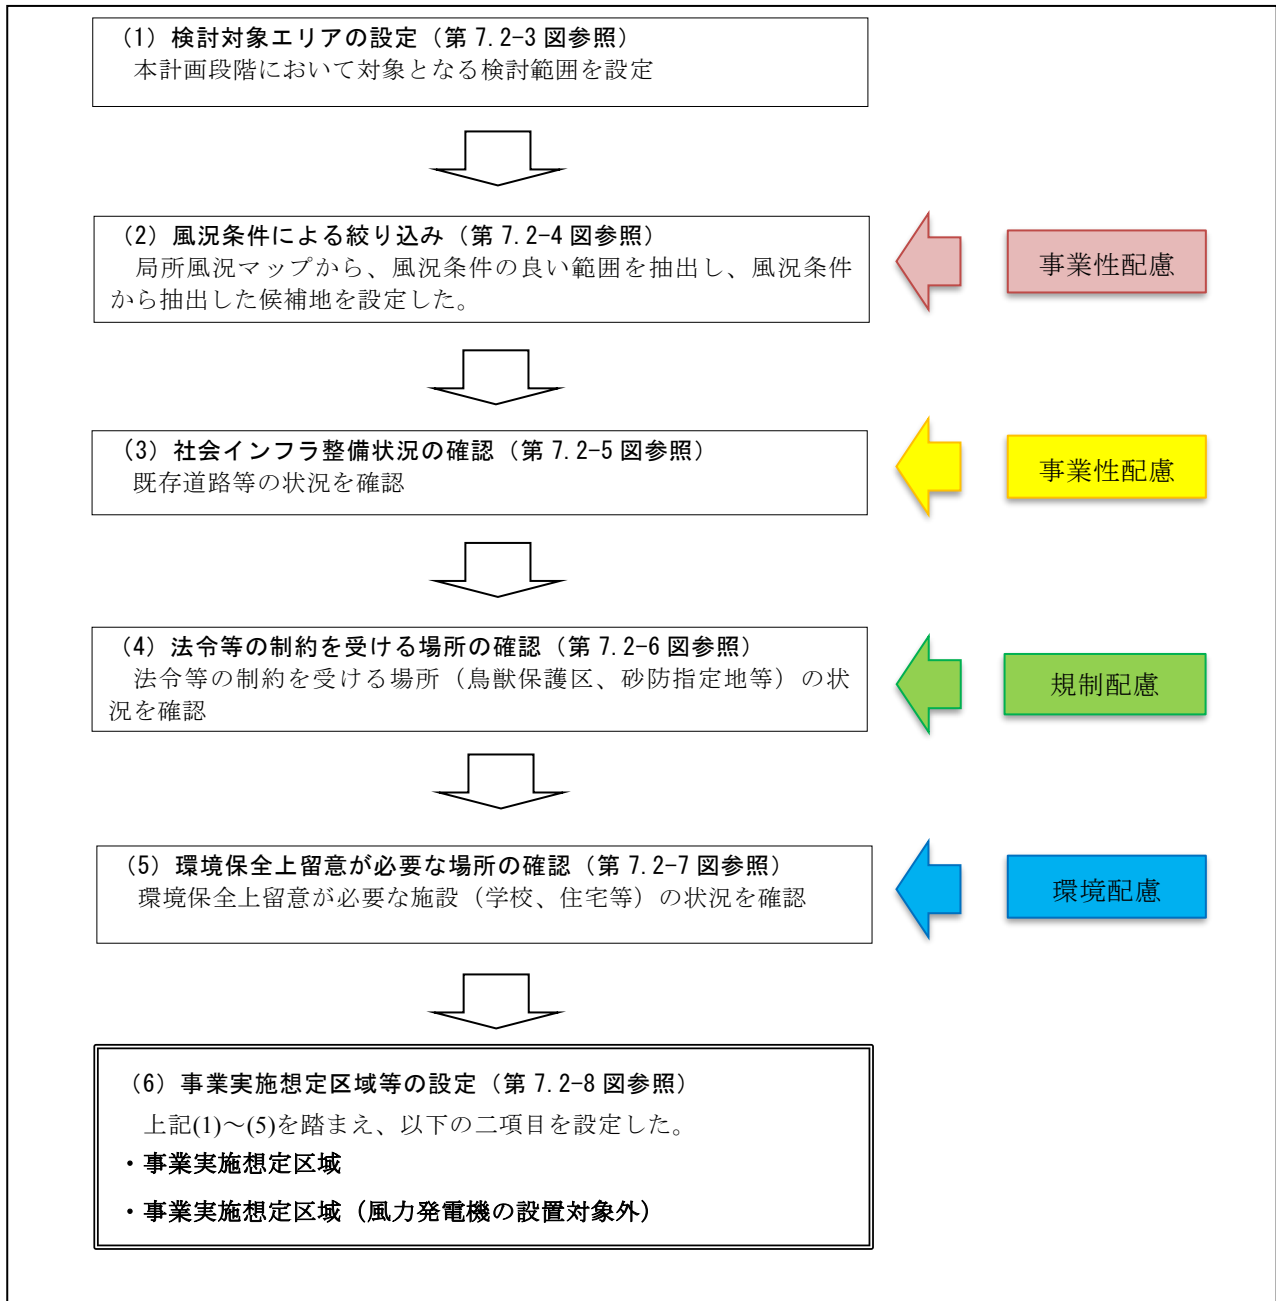 (1) 検討対象エリアの設定(第 7.2-3 図参照)
本計画段階において対象となる検討範囲を設定
(2) 風況条件による絞り込み(第 7.2-4 図参照)
局所風況マップから、風況条件の良い範囲を抽出し、風況条件
から抽出した候補地を設定した。
事業性配慮
(3) 社会インフラ整備状況の確認(第 7.2-5 図参照)
既存道路等の状況を確認
事業性配慮
(4) 法令等の制約を受ける場所の確認(第 7.2-6 図参照)
法令等の制約を受ける場所(鳥獣保護区、砂防指定地等)の状
況を確認
規制配慮
(5) 環境保全上留意が必要な場所の確認(第 7.2-7 図参照)
環境保全上留意が必要な施設(学校、住宅等)の状況を確認
環境配慮
(6) 事業実施想定区域等の設定(第 7.2-8 図参照)
上記(1)~(5)を踏まえ、以下の二項目を設定した。
・事業実施想定区域
・事業実施想定区域(風力発電機の設置対象外)